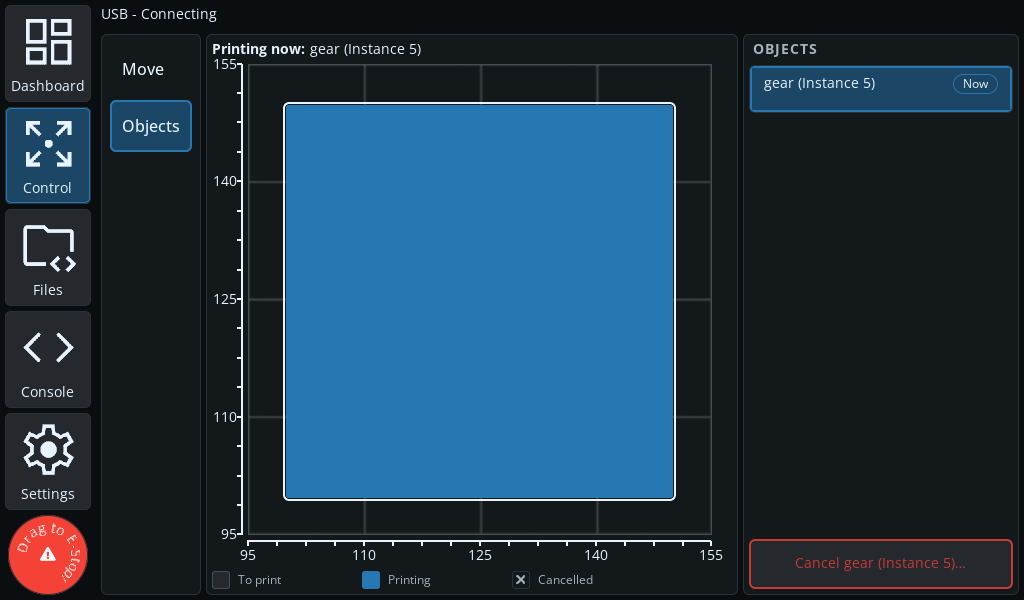 USB - Connecting
Dashboard
Control
Files
Console
Settings
Drag to E-Stop!
Move
Objects
Printing now: gear (Instance 5)
155
140
125
110
95
95 110 125 140 155
To print Printing Cancelled
OBJECTS
gear (Instance 5) Now
Cancel gear (Instance 5)...